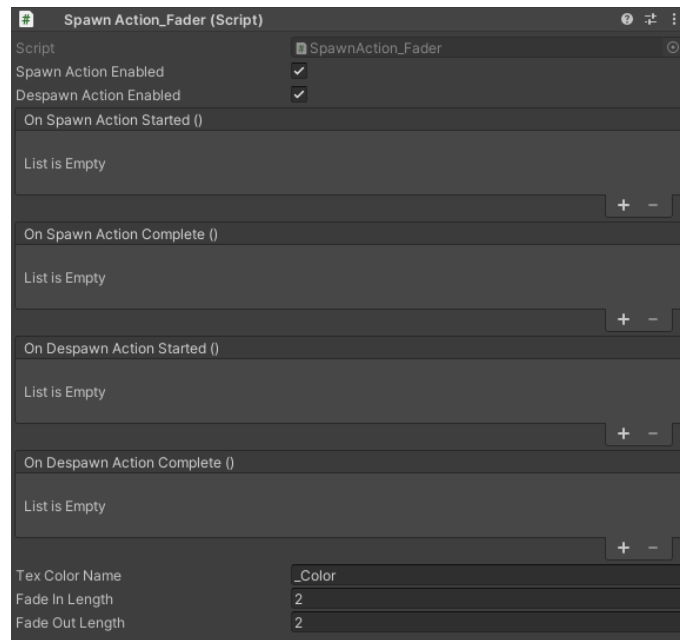 Spawn Action_Fader (Script)
Script SpawnAction_Fader
Spawn Action Enabled
Despawn Action Enabled
On Spawn Action Started ()
List is Empty
+ −
On Spawn Action Complete ()
List is Empty
+ −
On Despawn Action Started ()
List is Empty
+ −
On Despawn Action Complete ()
List is Empty
+ −
Tex Color Name _Color
Fade In Length 2
Fade Out Length 2